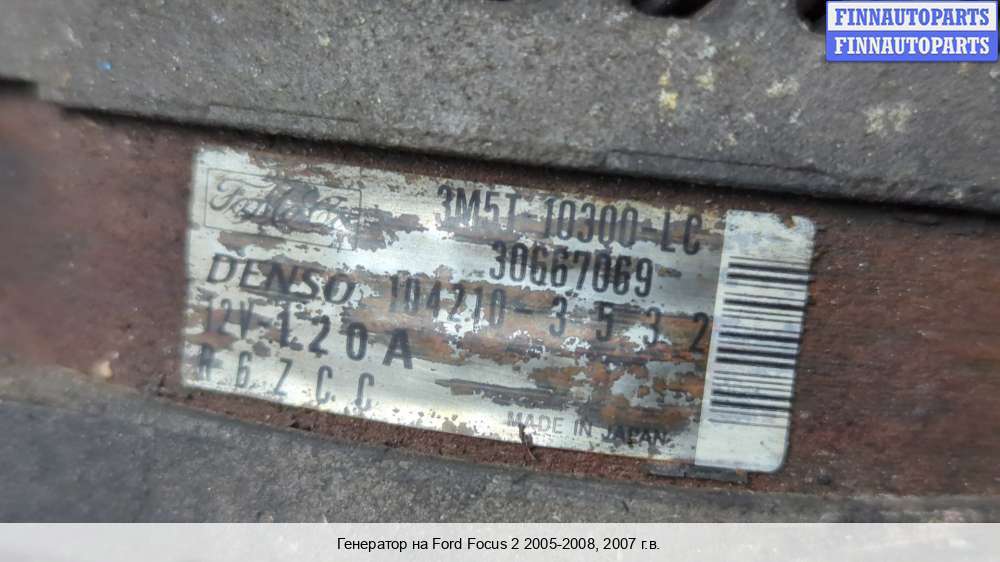 FINNAUTOPARTS
FINNAUTOPARTS
FoMoCo
3M5T-10300-LC
30667069
DENSO 104210-3532
12V-120A
R6ZCC
MADE IN JAPAN
Генератор на Ford Focus 2 2005-2008, 2007 г.в.